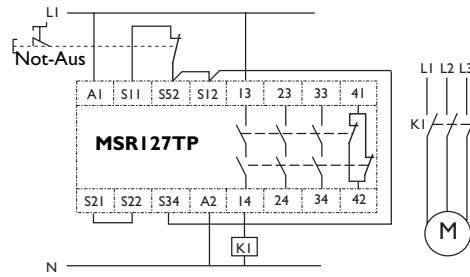 L1
Not-Aus
A1 S11 S52 S12 13 23 33 41
L1 L2 L3
K1
MSR127TP
M
S21 S22 S34 A2 14 24 34 42
K1
N